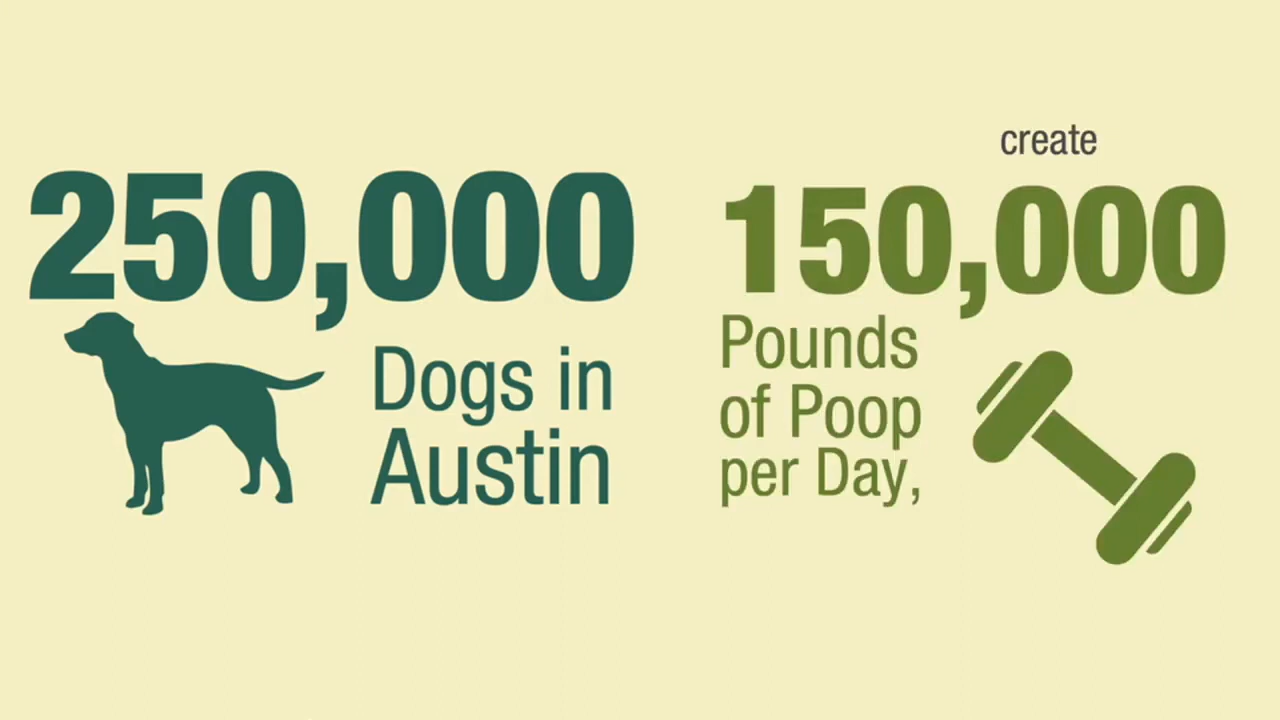 250,000
Dogs in
Austin
create
150,000
Pounds
of Poop
per Day,